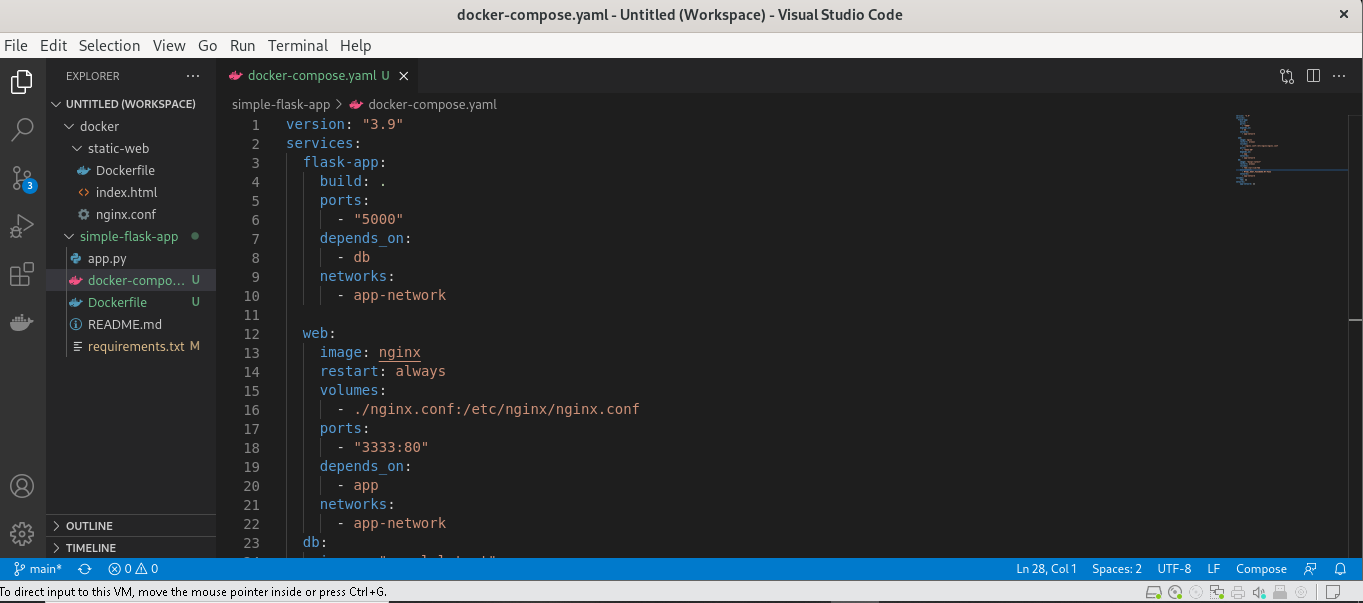 docker-compose.yaml - Untitled (Workspace) - Visual Studio Code
File Edit Selection View Go Run Terminal Help
EXPLORER
UNTITLED (WORKSPACE)
docker
static-web
Dockerfile
index.html
nginx.conf
simple-flask-app
app.py
docker-compo... U
Dockerfile U
README.md
requirements.txt M
OUTLINE
TIMELINE
3
docker-compose.yaml U
simple-flask-app > docker-compose.yaml
1 version: "3.9"
2 services:
3 flask-app:
4 build: .
5 ports:
6 - "5000"
7 depends_on:
8 - db
9 networks:
10 - app-network
11
12 web:
13 image: nginx
14 restart: always
15 volumes:
16 - ./nginx.conf:/etc/nginx/nginx.conf
17 ports:
18 - "3333:80"
19 depends_on:
20 - app
21 networks:
22 - app-network
23 db:
main* 0 0 Ln 28, Col 1 Spaces: 2 UTF-8 LF Compose
To direct input to this VM, move the mouse pointer inside or press Ctrl+G.